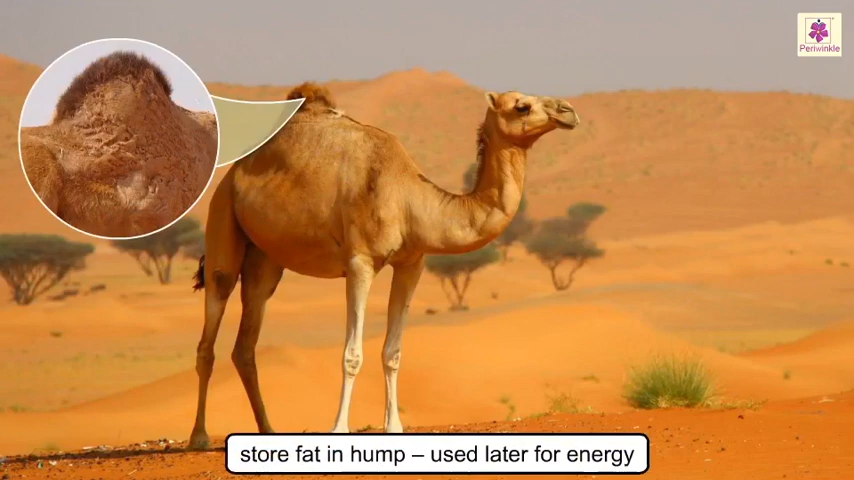 Periwinkle
store fat in hump – used later for energy